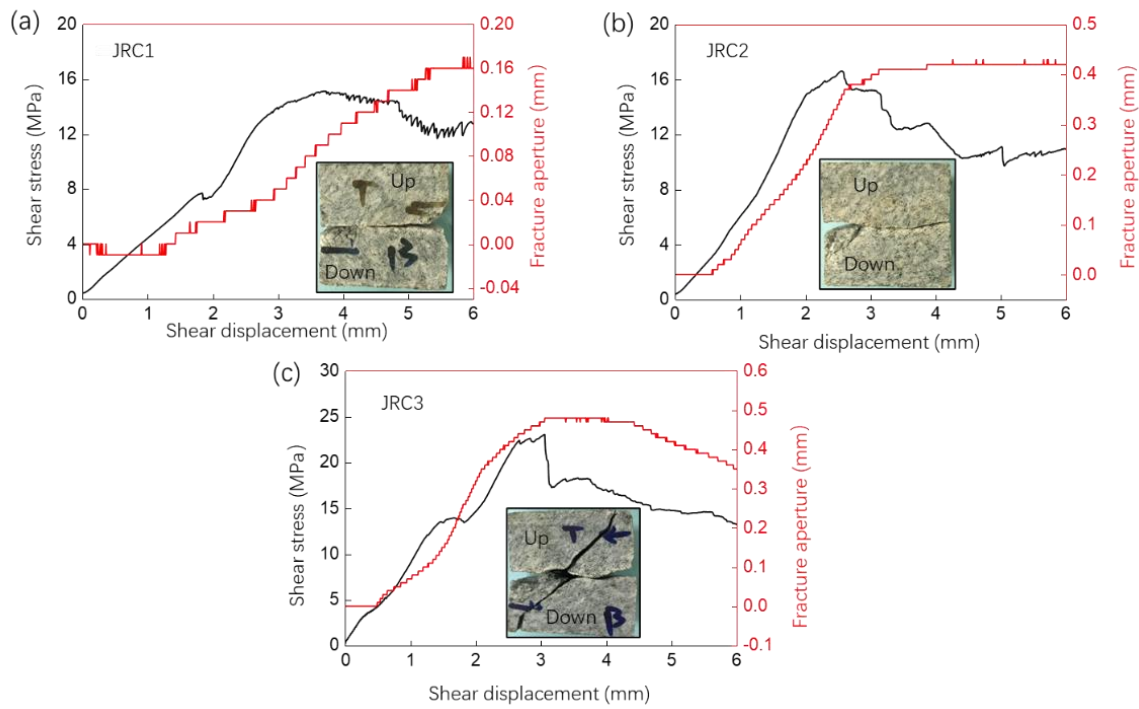 (a)
JRC1
Shear stress (MPa)
20
16
12
8
4
0
0 1 2 3 4 5 6
Shear displacement (mm)
Fracture aperture (mm)
0.20
0.16
0.12
0.08
0.04
0.00
-0.04
T Up
Down 13
(b)
JRC2
Shear stress (MPa)
20
16
12
8
4
0
0 1 2 3 4 5 6
Shear displacement (mm)
Fracture aperture (mm)
0.5
0.4
0.3
0.2
0.1
0.0
Up
Down
(c)
JRC3
Shear stress (MPa)
30
25
20
15
10
5
0
0 1 2 3 4 5 6
Shear displacement (mm)
Fracture aperture (mm)
0.6
0.5
0.4
0.3
0.2
0.1
0.0
-0.1
Up T
Down